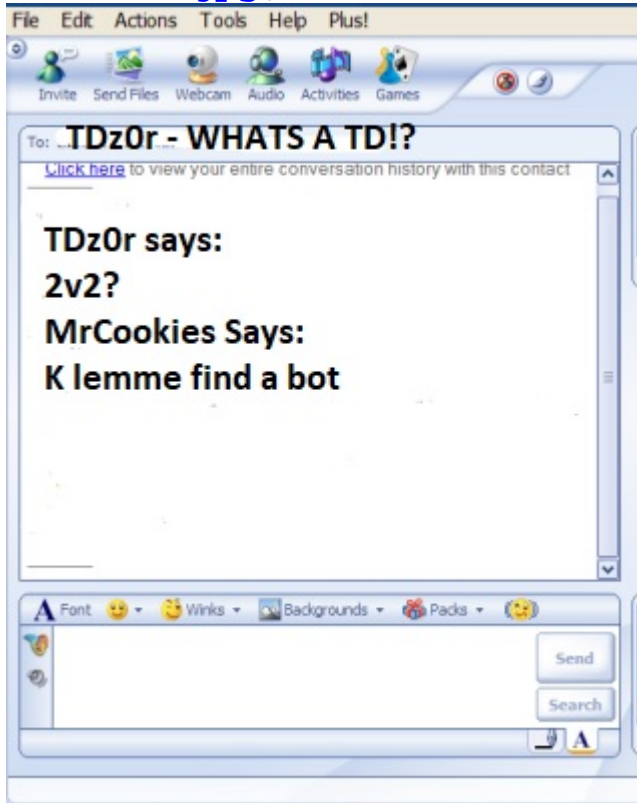 File Edit Actions Tools Help Plus!
Invite Send Files Webcam Audio Activities Games
To: TDz0r - WHATS A TD!?
Click here to view your entire conversation history with this contact
TDz0r says:
2v2?
MrCookies Says:
K lemme find a bot
A Font Winks Backgrounds Packs
Send
Search
A